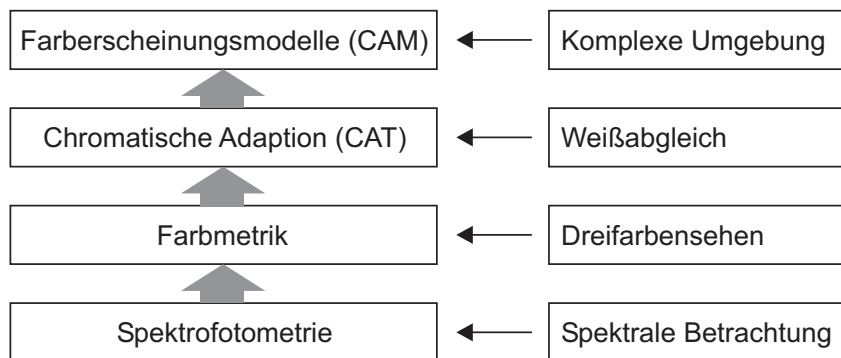 Farberscheinungsmodelle (CAM)
Komplexe Umgebung
Chromatische Adaption (CAT)
Weißabgleich
Farbmetrik
Dreifarbensehen
Spektrofotometrie
Spektrale Betrachtung